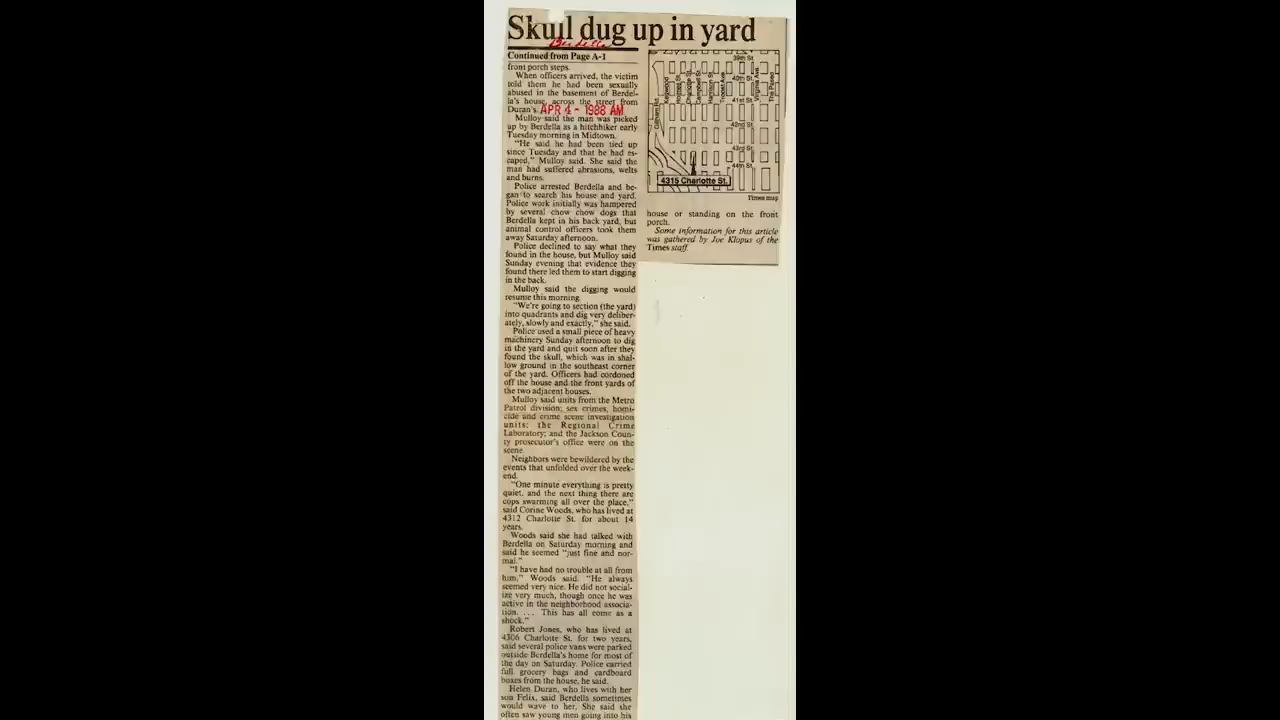 Skull dug up in yard
Berdella
Continued from Page A-1
front porch steps.
When officers arrived, the victim
told them he had been sexually
abused in the basement of Berdel-
la's house, across the street from
Duran's.
APR 4 - 1988 AM
Mulloy said the man was picked
up by Berdella as a hitchhiker early
Tuesday morning in Midtown.
"He said he had been tied up
since Tuesday and that he had es-
caped," Mulloy said. She said the
man had suffered abrasions, welts
and burns.
Police arrested Berdella and be-
gan to search his house and yard.
Police work initially was hampered
by several chow chow dogs that
Berdella kept in his back yard, but
animal control officers took them
away Saturday afternoon.
Police declined to say what they
found in the house, but Mulloy said
Sunday evening that evidence they
found there led them to start digging
in the back.
Mulloy said the digging would
resume this morning.
"We're going to section (the yard)
into quadrants and dig very deliber-
ately, slowly and exactly," she said.
Police used a small piece of heavy
machinery Sunday afternoon to dig
in the yard and quit soon after they
found the skull, which was in shal-
low ground in the southeast corner
of the yard. Officers had cordoned
off the house and the front yards of
the two adjacent houses.
Mulloy said units from the Metro
Patrol division; sex crimes, homi-
cide and crime scene investigation
units; the Regional Crime
Laboratory; and the Jackson Coun-
ty prosecutor's office were on the
scene.
Neighbors were bewildered by the
events that unfolded over the week-
end.
"One minute everything is pretty
quiet, and the next thing there are
cops swarming all over the place,"
said Corine Woods, who has lived at
4312 Charlotte St. for about 14
years.
Woods said she had talked with
Berdella on Saturday morning and
said he seemed "just fine and nor-
mal."
"I have had no trouble at all from
him," Woods said. "He always
seemed very nice. He did not social-
ize very much, though once he was
active in the neighborhood associa-
tion. . . . This has all come as a
shock."
Robert Jones, who has lived at
4306 Charlotte St. for two years,
said several police vans were parked
outside Berdella's home for most of
the day on Saturday. Police carried
full grocery bags and cardboard
boxes from the house, he said.
Helen Duran, who lives with her
son Felix, said Berdella sometimes
would wave to her. She said she
often saw young men going into his
39th St.
40th St.
41st St.
42nd St.
43rd St.
44th St.
Gillham Rd.
Kenwood
Holmes St.
Charlotte St.
Campbell St.
Harrison St.
Troost Ave.
Virginia Ave.
The Paseo
4315 Charlotte St.
Times map
house or standing on the front
porch.
Some information for this article
was gathered by Joe Klopus of the
Times staff.